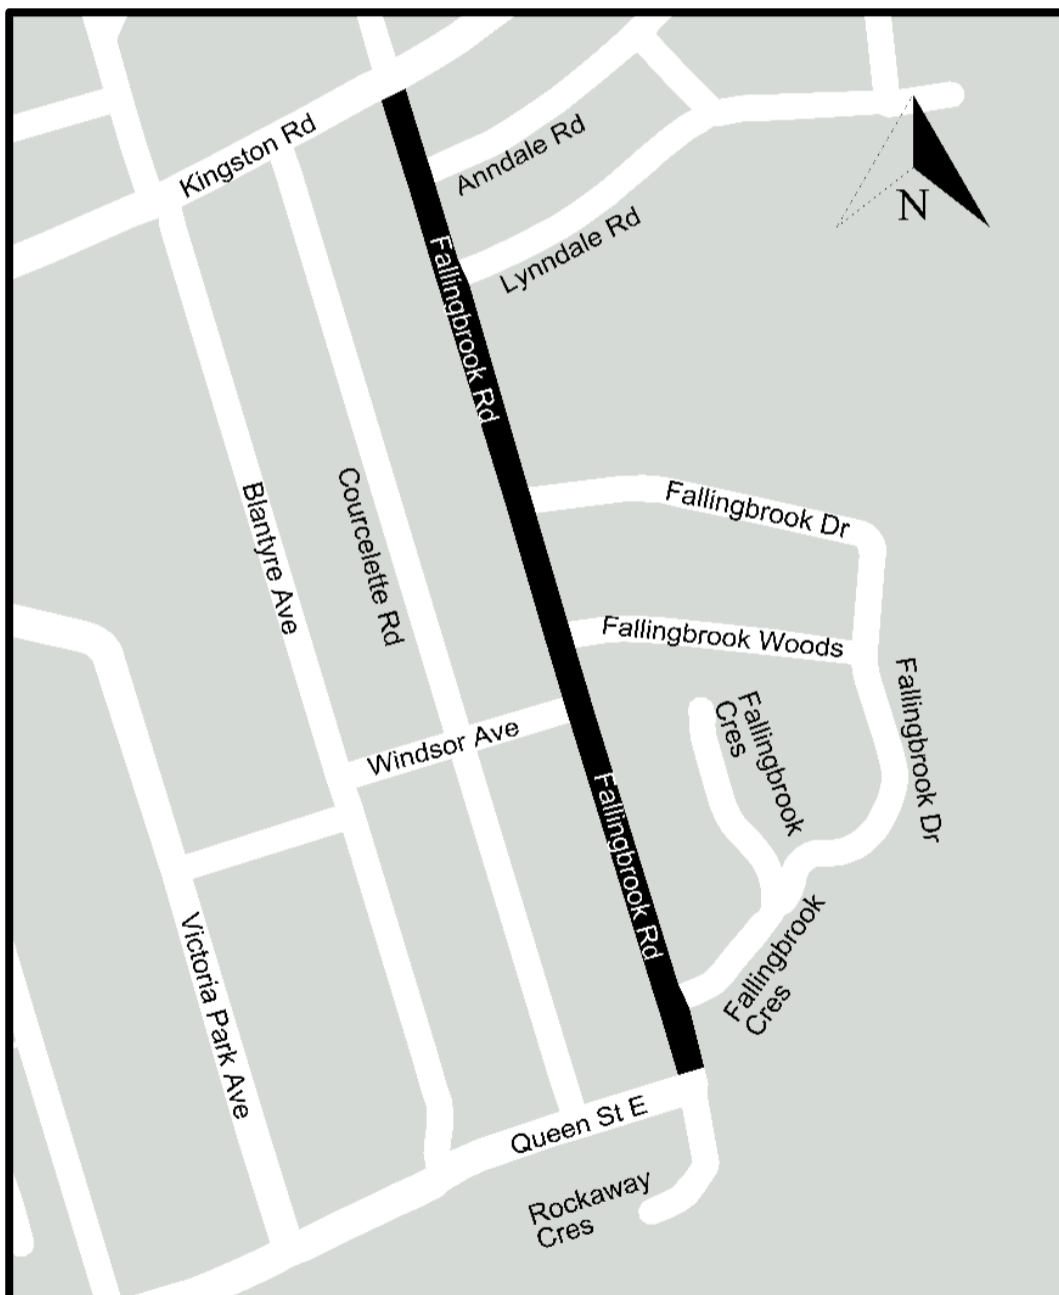 Kingston Rd
Anndale Rd
N
Lynndale Rd
Fallingbrook Rd
Courcelette Rd
Blantyre Ave
Fallingbrook Dr
Fallingbrook Woods
Fallingbrook
Cres
Fallingbrook Dr
Windsor Ave
Fallingbrook Rd
Victoria Park Ave
Fallingbrook
Cres
Queen St E
Rockaway
Cres